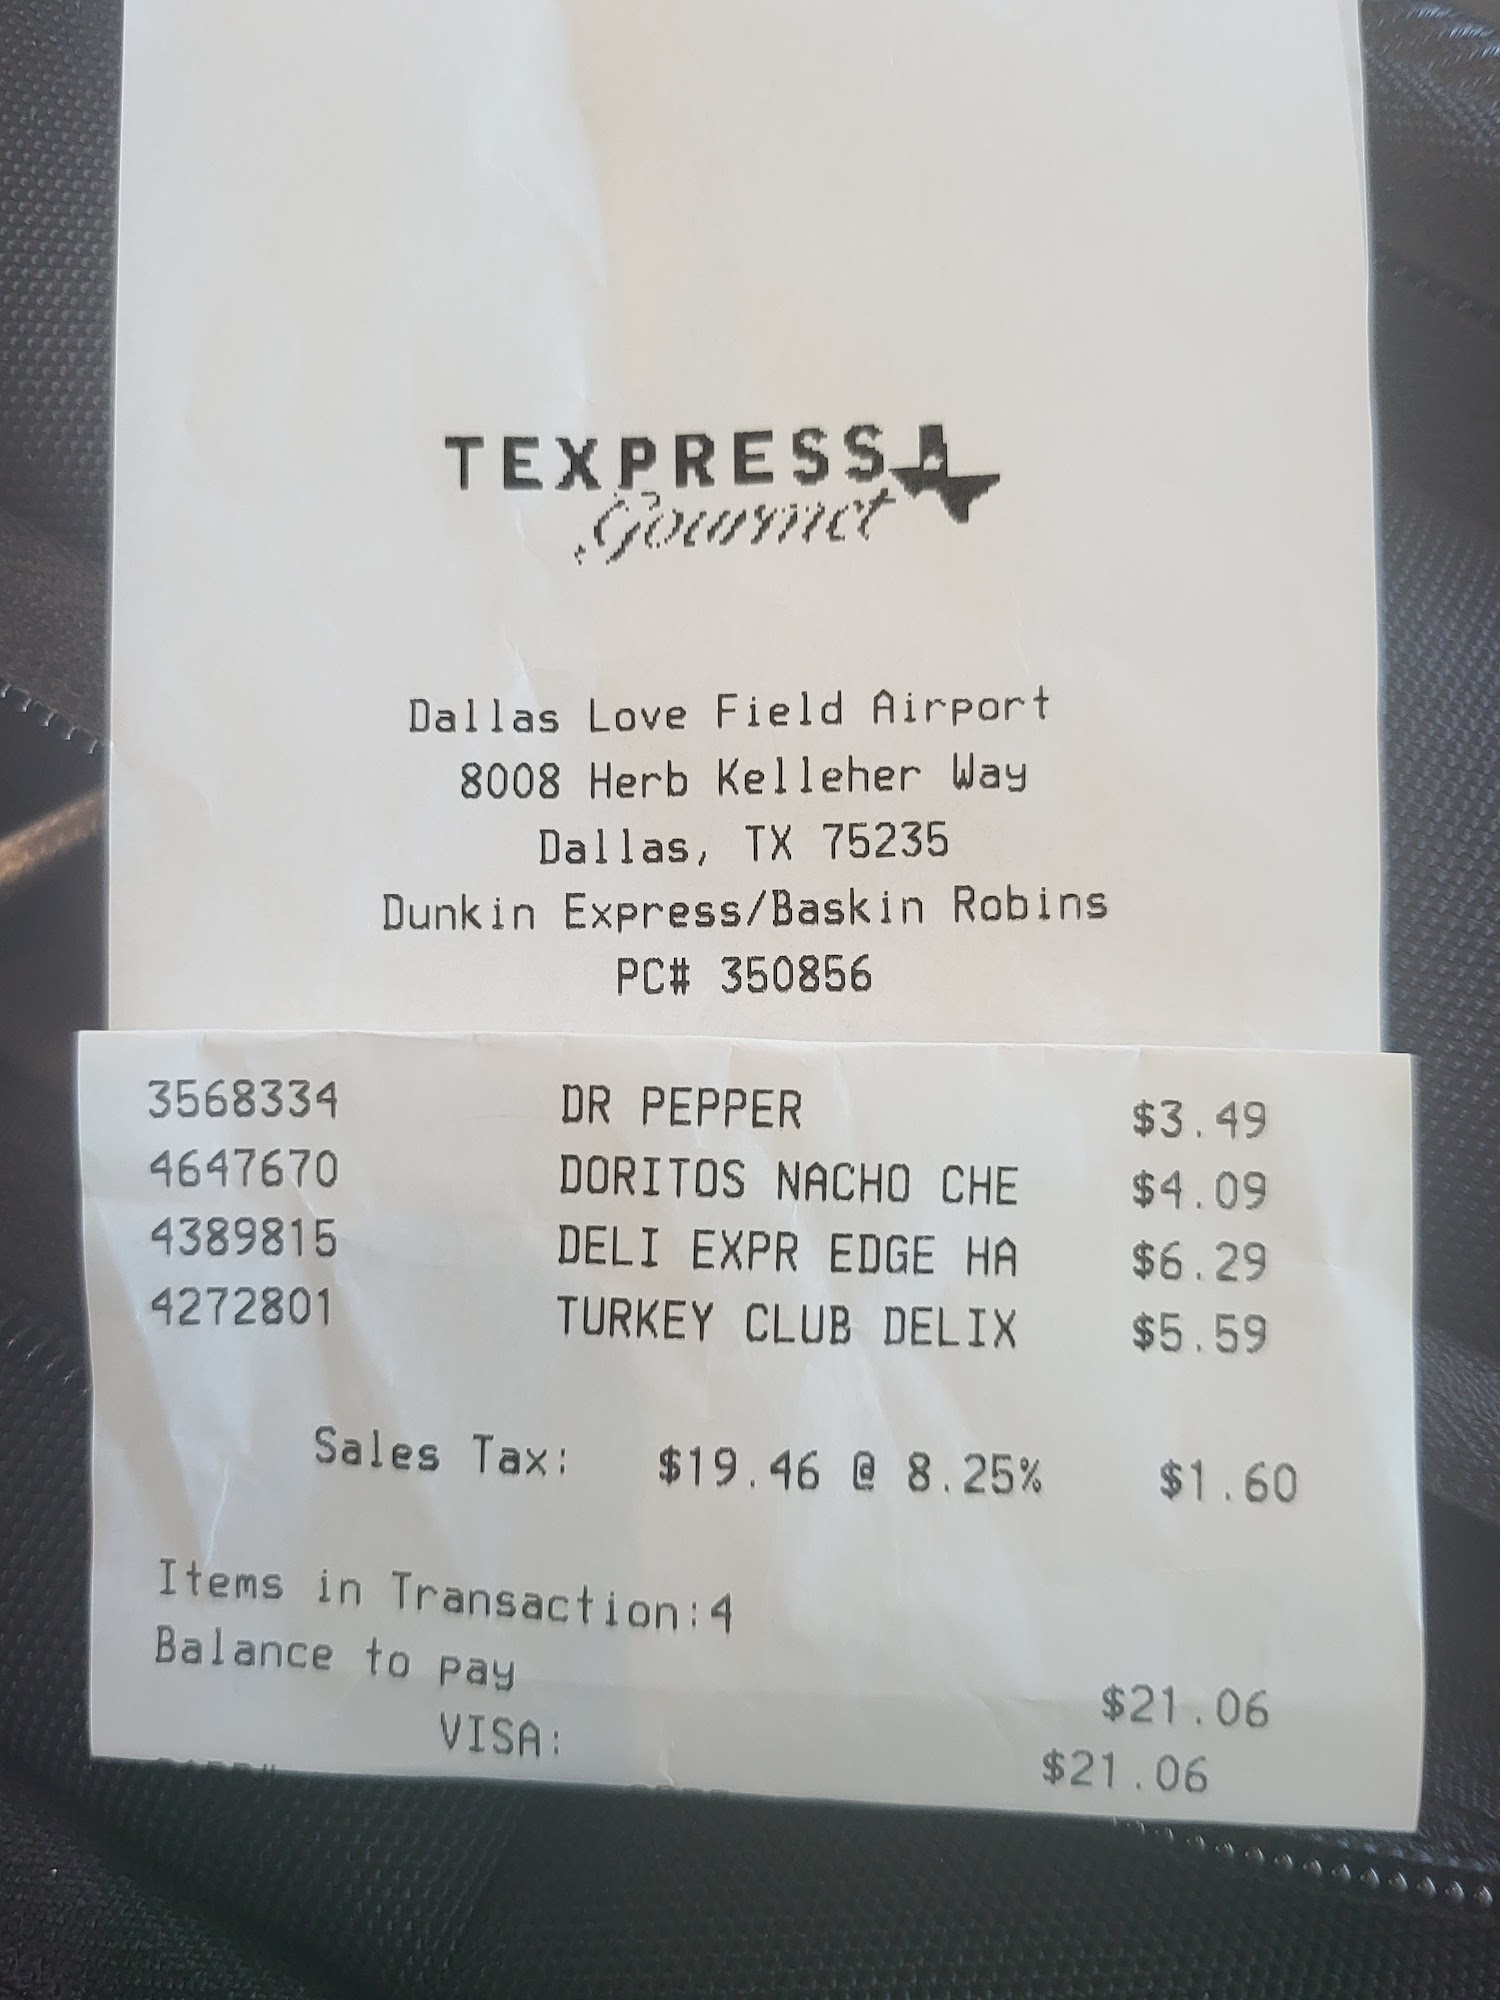 TEXPRESS
Gourmet
Dallas Love Field Airport
8008 Herb Kelleher Way
Dallas, TX 75235
Dunkin Express/Baskin Robins
PC# 350856
3568334 DR PEPPER $3.49
4647670 DORITOS NACHO CHE $4.09
4389815 DELI EXPR EDGE HA $6.29
4272801 TURKEY CLUB DELIX $5.59
Sales Tax: $19.46 @ 8.25% $1.60
Items in Transaction:4
Balance to pay $21.06
VISA: $21.06